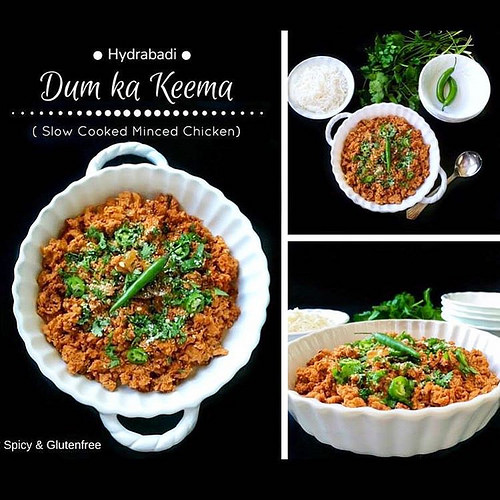 ● Hydrabadi ●
Dum ka Keema
( Slow Cooked Minced Chicken)
Spicy & Glutenfree